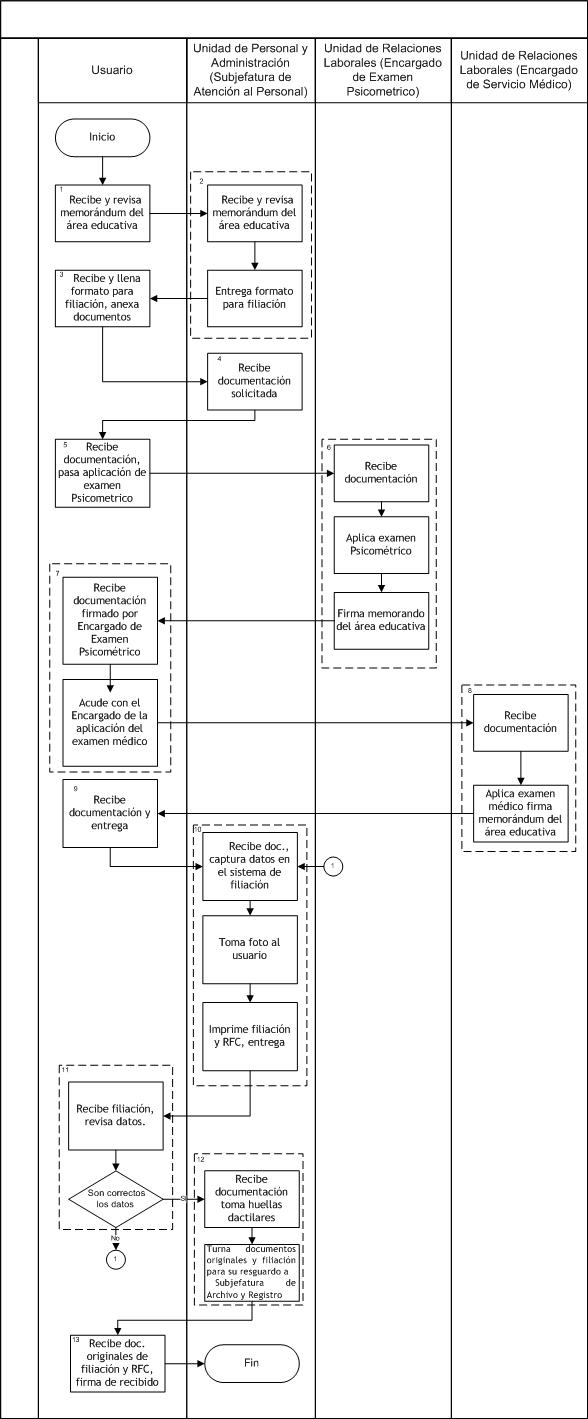 Usuario
Unidad de Personal y
Administración
(Subjefatura de
Atención al Personal)
Unidad de Relaciones
Laborales (Encargado
de Examen
Psicometrico)
Unidad de Relaciones
Laborales (Encargado
de Servicio Médico)
Inicio
1
Recibe y revisa
memorándum del
área educativa
2
Recibe y revisa
memorándum del
área educativa
Entrega formato
para filiación
3
Recibe y llena
formato para
filiación, anexa
documentos
4
Recibe
documentación
solicitada
5
Recibe
documentación,
pasa aplicación de
examen
Psicometrico
6
Recibe
documentación
Aplica examen
Psicométrico
Firma memorando
del área educativa
7
Recibe
documentación
firmado por
Encargado de
Examen
Psicométrico
Acude con el
Encargado de la
aplicación del
examen médico
8
Recibe
documentación
Aplica examen
médico firma
memorándum del
área educativa
9
Recibe
documentación y
entrega
10
Recibe doc.,
captura datos en
el sistema de
filiación
1
Toma foto al
usuario
Imprime filiación
y RFC, entrega
11
Recibe filiación,
revisa datos.
Son correctos
los datos
Si
No
1
12
Recibe
documentación
toma huellas
dactilares
Turna documentos
originales y filiación
para su resguardo a
Subjefatura de
Archivo y Registro
13
Recibe doc.
originales de
filiación y RFC,
firma de recibido
Fin